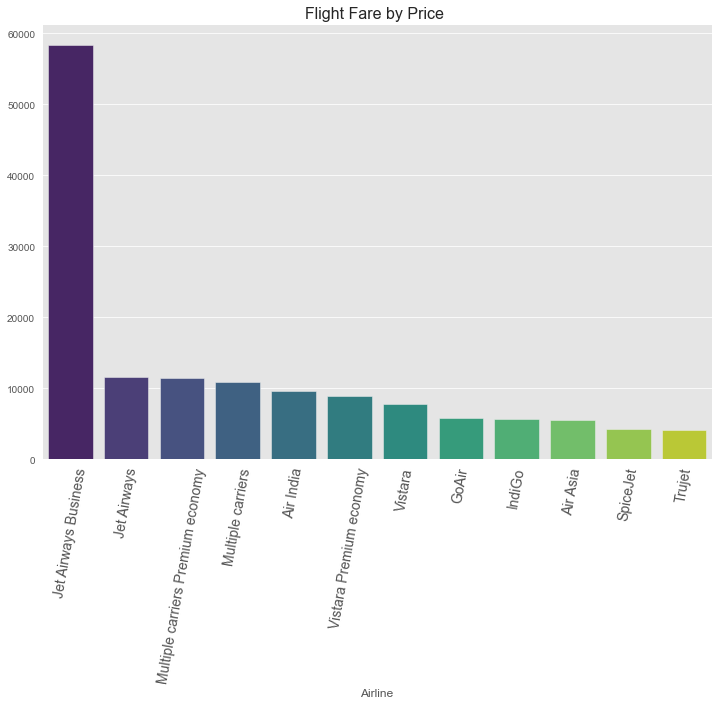 Flight Fare by Price
60000
50000
40000
30000
20000
10000
0
Jet Airways Business
Jet Airways
Multiple carriers Premium economy
Multiple carriers
Air India
Vistara Premium economy
Vistara
GoAir
IndiGo
Air Asia
SpiceJet
Trujet
Airline